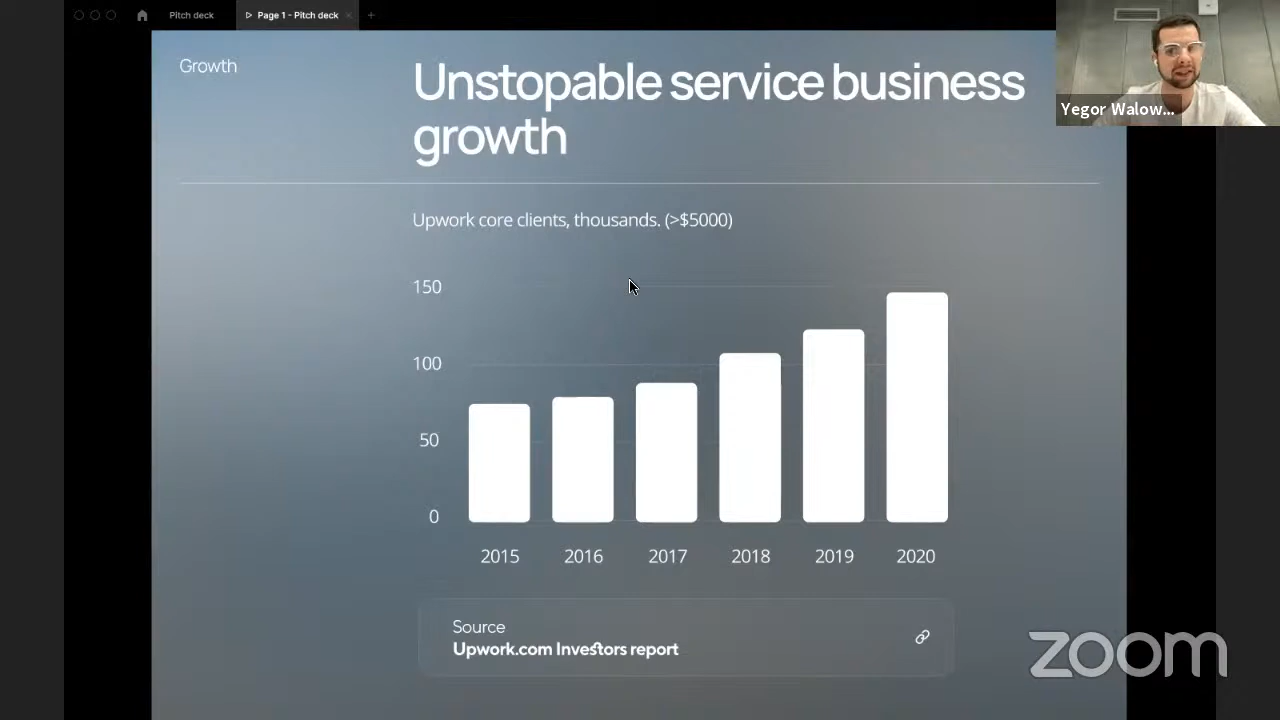 Pitch deck
Page 1 - Pitch deck
Growth
Unstopable service business
growth
Yegor Walow...
Upwork core clients, thousands. (>$5000)
150
100
50
0
2015 2016 2017 2018 2019 2020
Source
Upwork.com Investors report
zoom